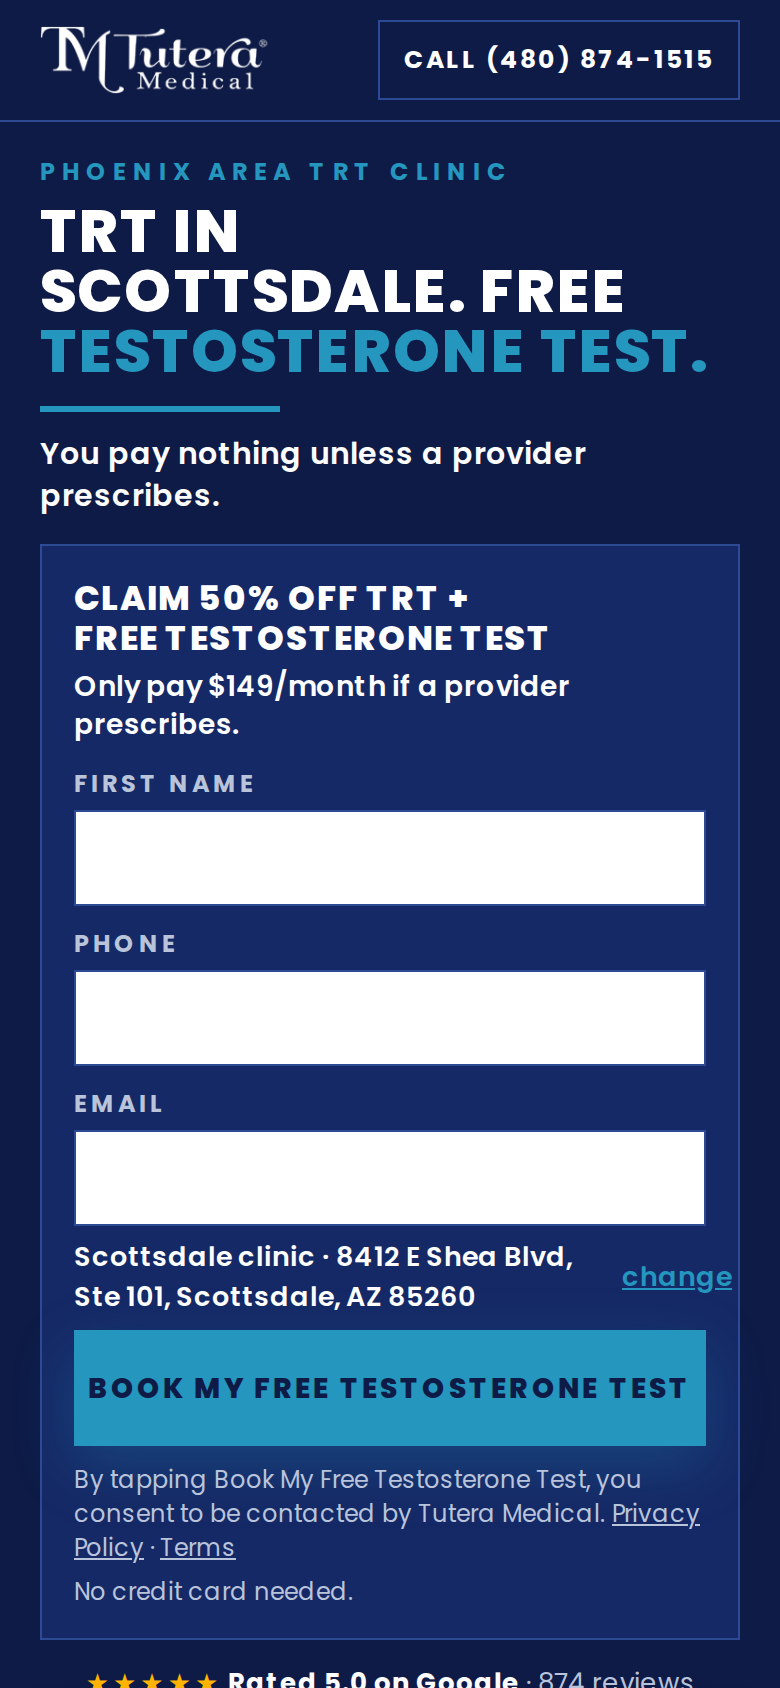 TM Tutera®
Medical
CALL (480) 874-1515
PHOENIX AREA TRT CLINIC
TRT IN
SCOTTSDALE. FREE
TESTOSTERONE TEST.
You pay nothing unless a provider
prescribes.
CLAIM 50% OFF TRT +
FREE TESTOSTERONE TEST
Only pay $149/month if a provider
prescribes.
FIRST NAME
PHONE
EMAIL
Scottsdale clinic · 8412 E Shea Blvd,
Ste 101, Scottsdale, AZ 85260
change
BOOK MY FREE TESTOSTERONE TEST
By tapping Book My Free Testosterone Test, you
consent to be contacted by Tutera Medical. Privacy
Policy · Terms
No credit card needed.
★★★★★ Rated 5.0 on Google · 874 reviews